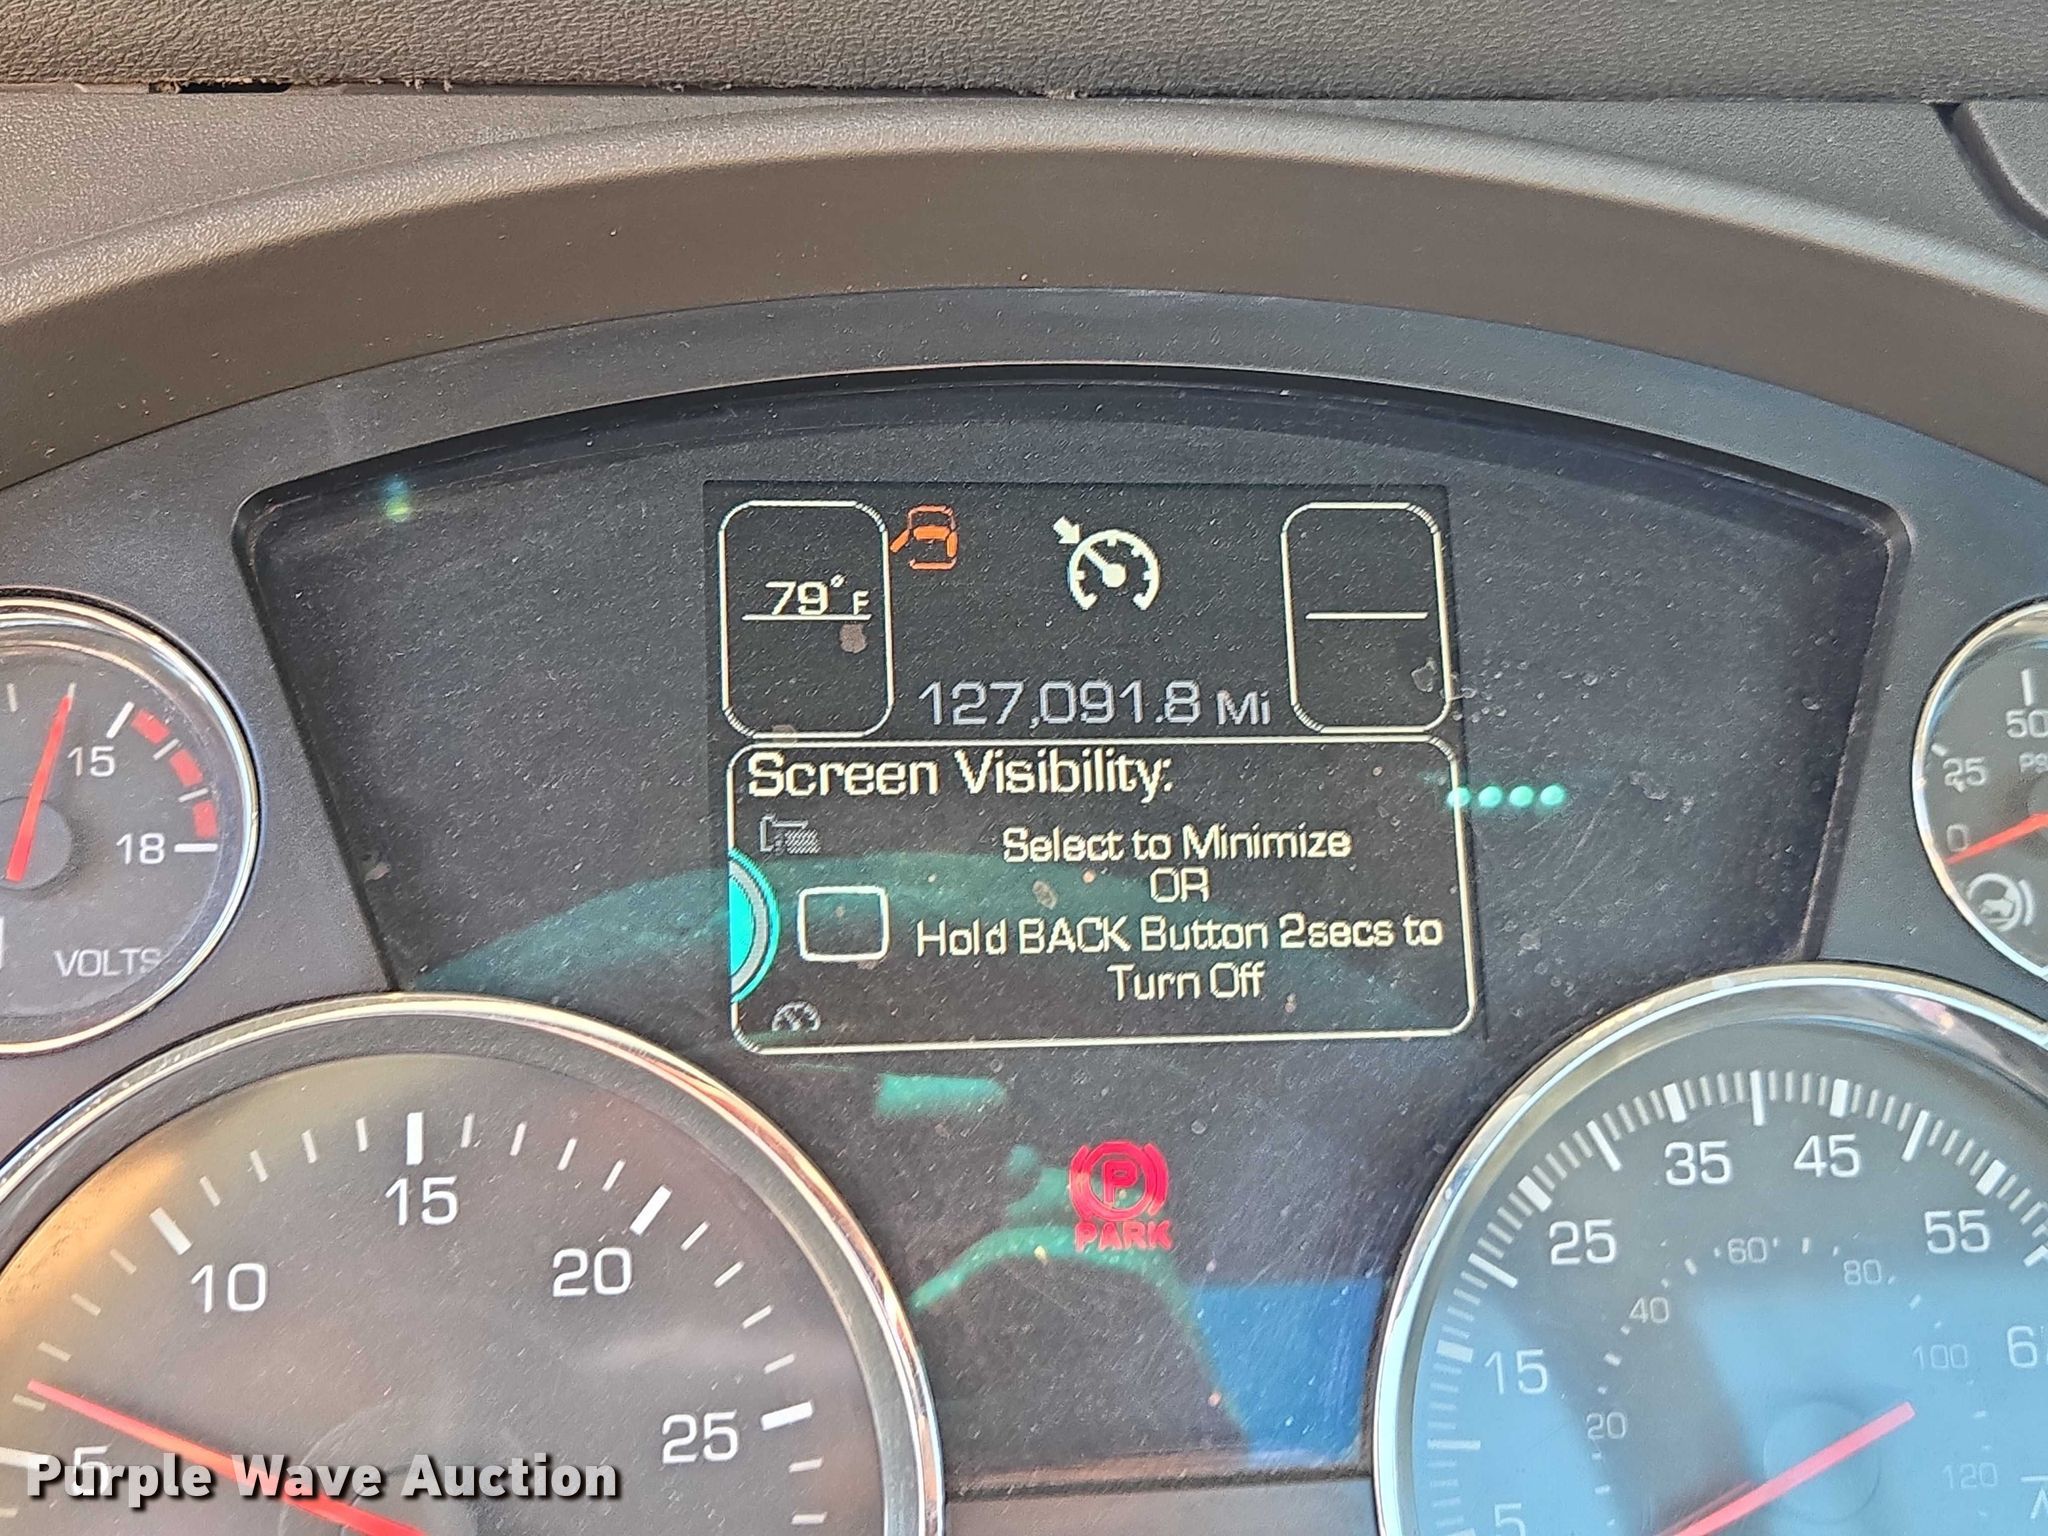 79°F
127,091.8 Mi
Screen Visibility:
Select to Minimize
OR
Hold BACK Button 2secs to
Turn Off
15
18
VOLTS
50
25
0
P
PARK
5
10
15
20
25
5
15
25
35
45
55
20
40
60
80
100
120
Purple Wave Auction